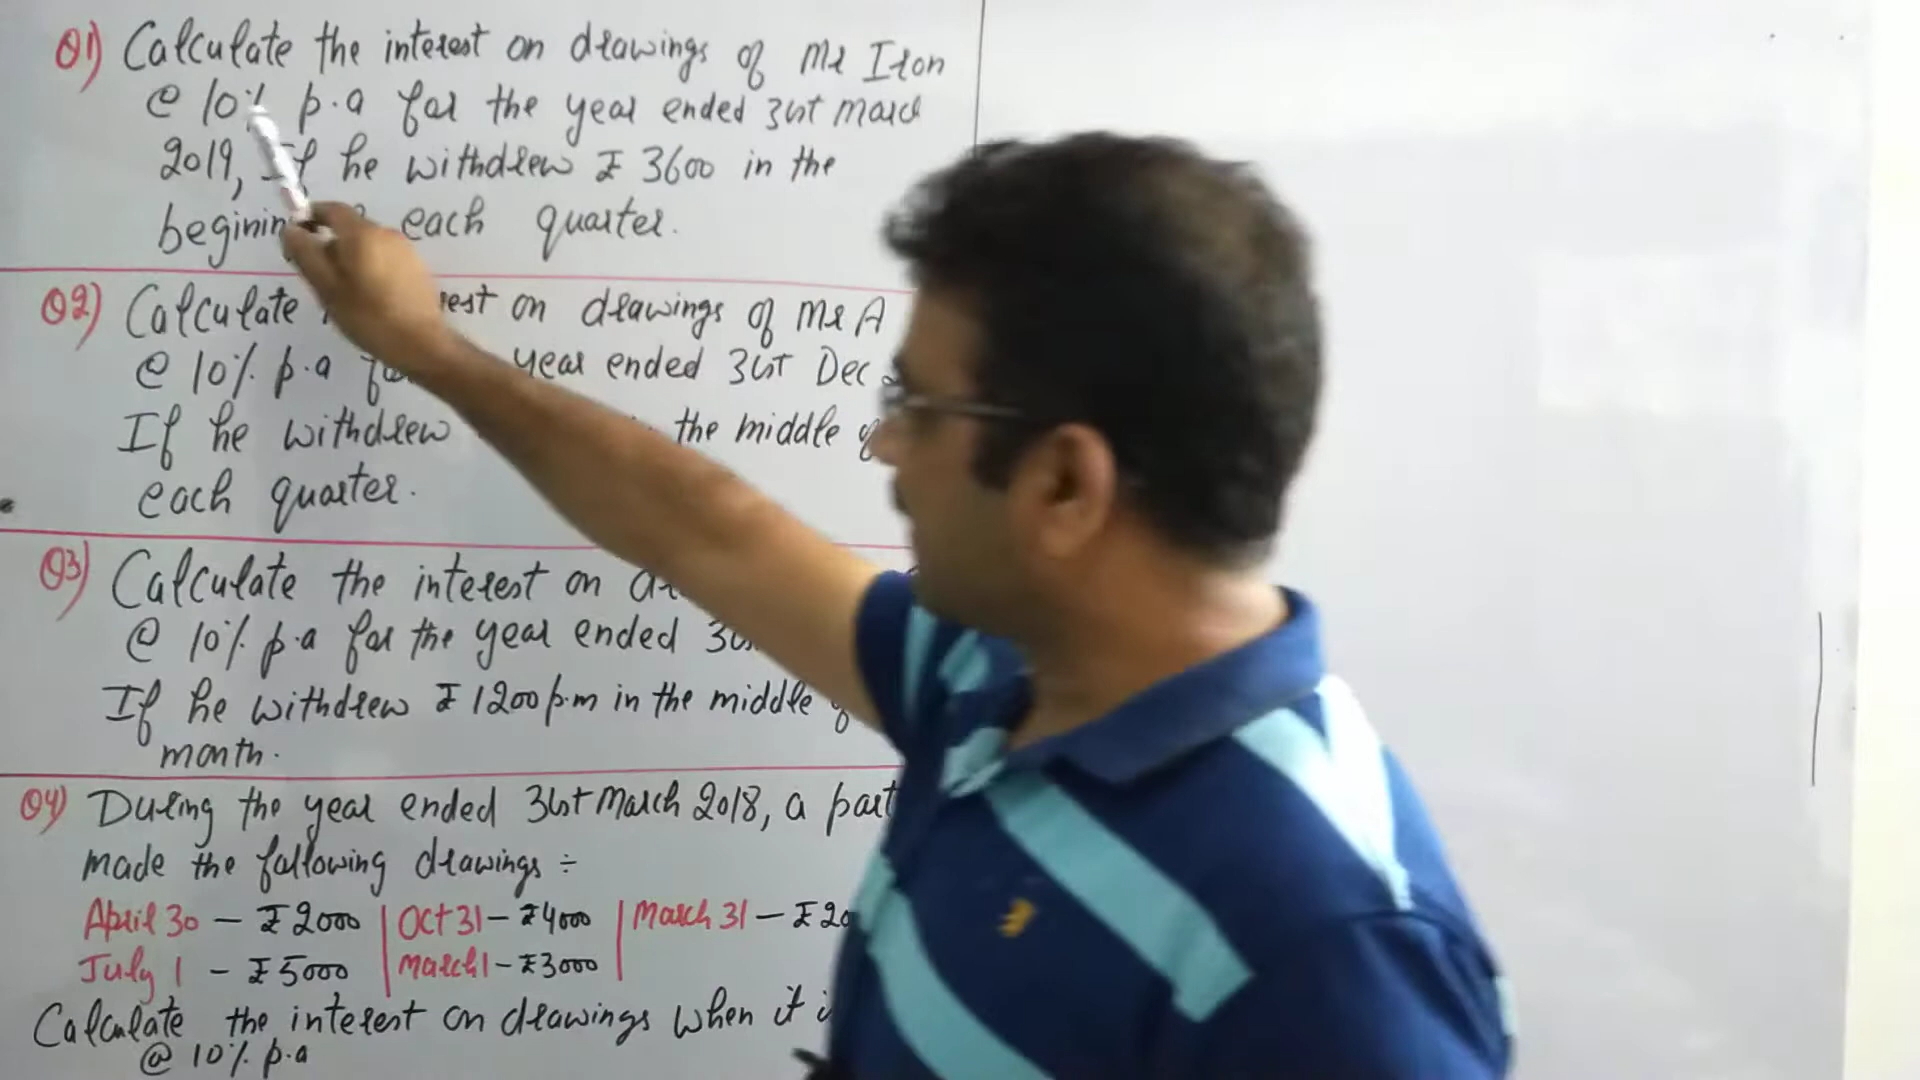 Q1) Calculate the interest on drawings of Mr Iron
@ 10% p.a for the year ended 31st March
2019, If he withdrew ₹ 3600 in the
begining each quarter.
Q2) Calculate on drawings of Mr A
@ 10% p.a year ended 31st Dec
If he withdrew the middle
each quarter.
Q3) Calculate the interest on
@ 10% p.a for the year ended
If he withdrew ₹ 1200 p.m in the middle
month.
Q4) During the year ended 31st March 2018, a
made the following drawings ÷
April 30 - ₹ 2000 | Oct 31 - ₹4000 | March 31 - ₹
July 1 - ₹ 5000 | March 1 - ₹3000
Calculate the interest on drawings when it
@ 10% p.a